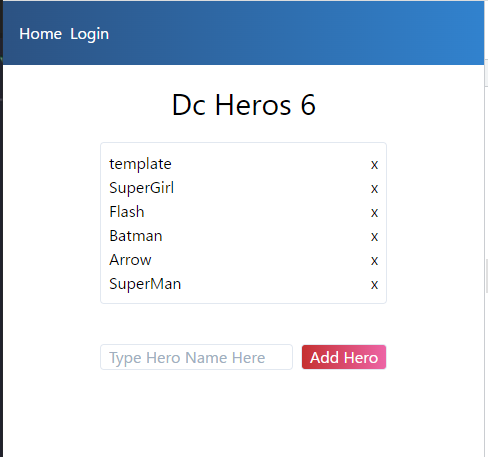 Home Login
Dc Heros 6
template x
SuperGirl x
Flash x
Batman x
Arrow x
SuperMan x
Type Hero Name Here Add Hero